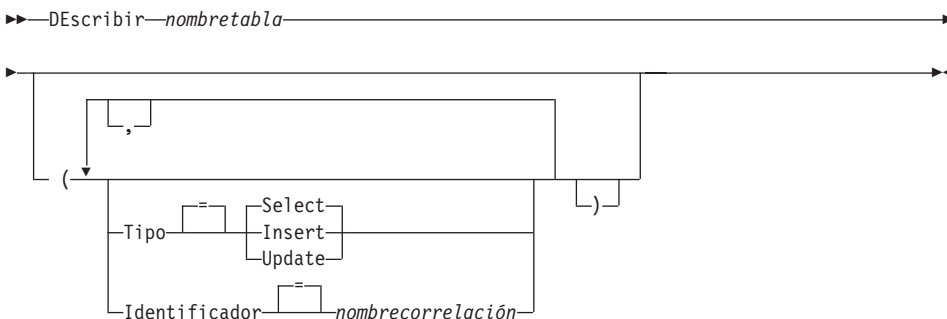 DEscribir nombretabla
,
(
= Select
Tipo Insert )
Update
=
Identificador nombrecorrelación